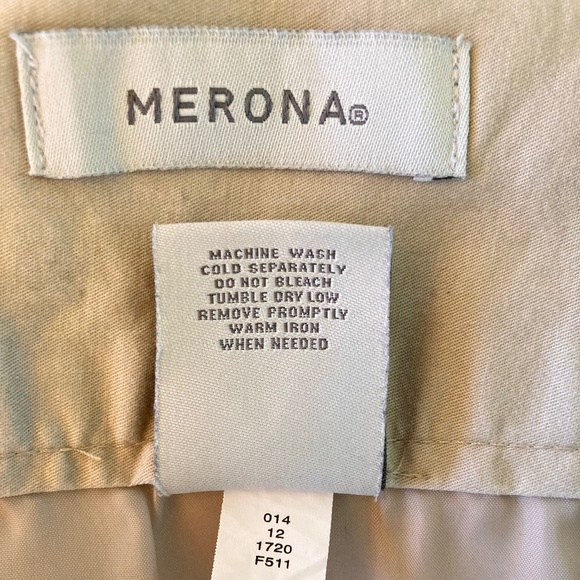 MERONA®
MACHINE WASH
COLD SEPARATELY
DO NOT BLEACH
TUMBLE DRY LOW
REMOVE PROMPTLY
WARM IRON
WHEN NEEDED
014
12
1720
F511